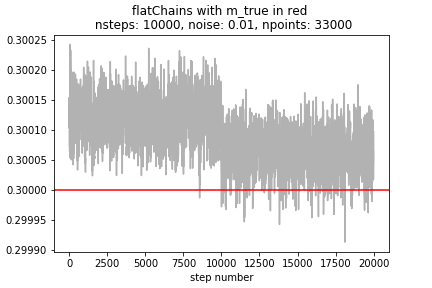 flatChains with m_true in red
nsteps: 10000, noise: 0.01, npoints: 33000
0.30025
0.30020
0.30015
0.30010
0.30005
0.30000
0.29995
0.29990
0 2500 5000 7500 10000 12500 15000 17500 20000
step number